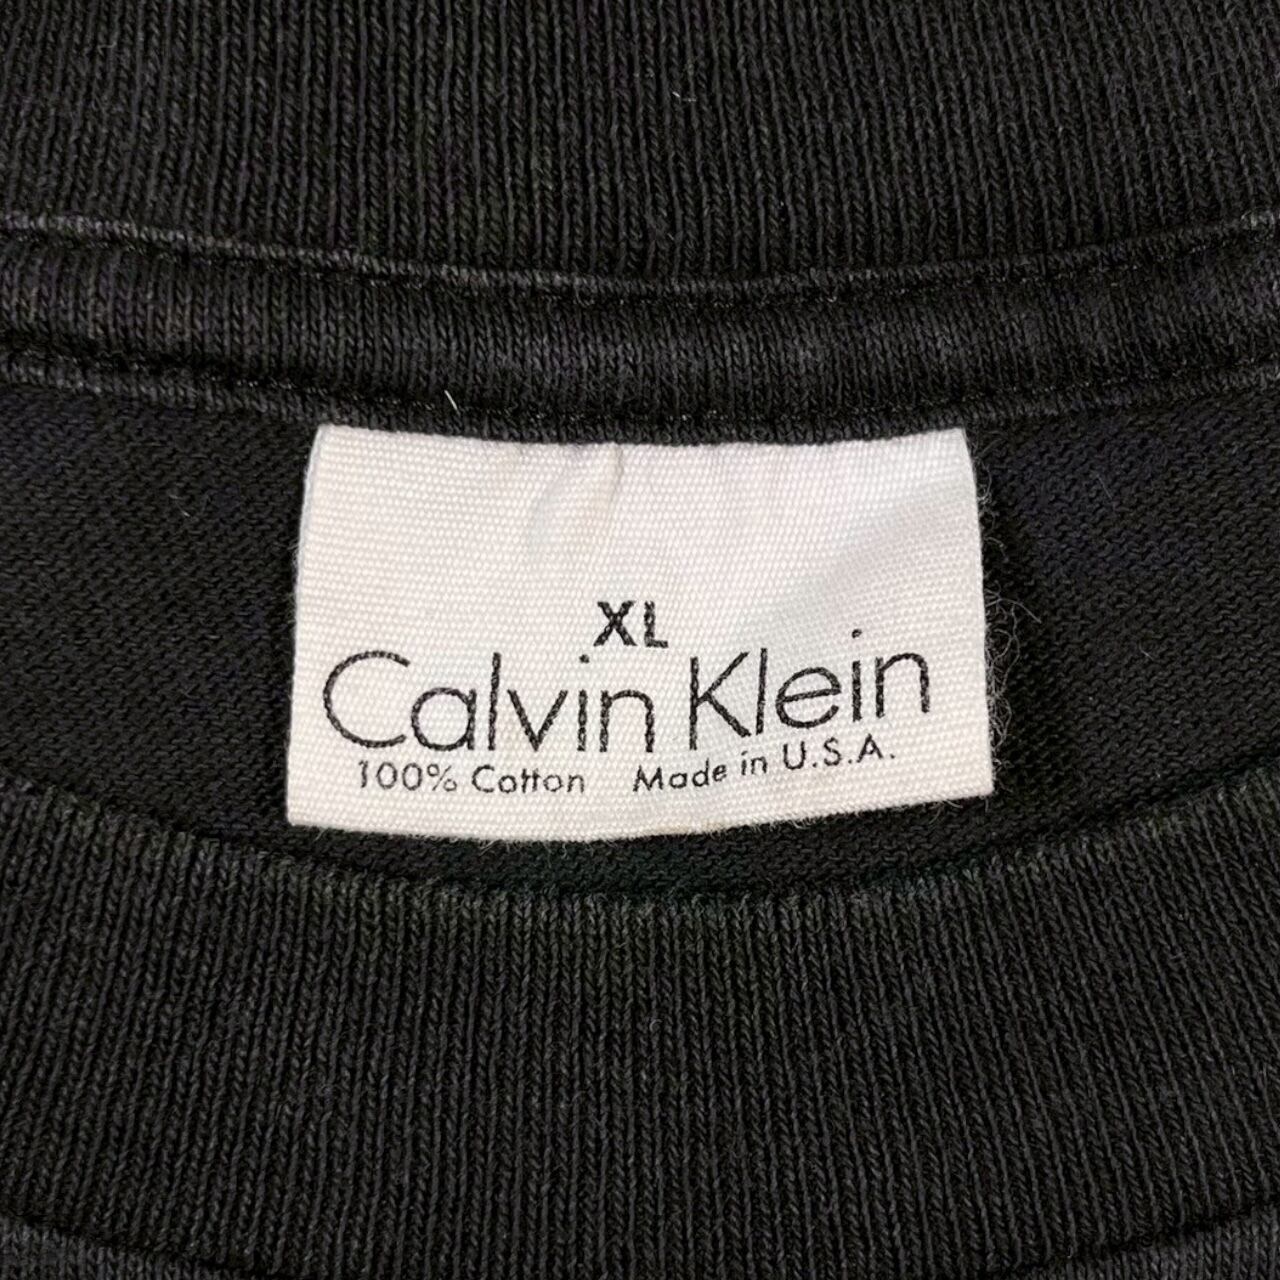 XL
Calvin Klein
100% Cotton Made in U.S.A.